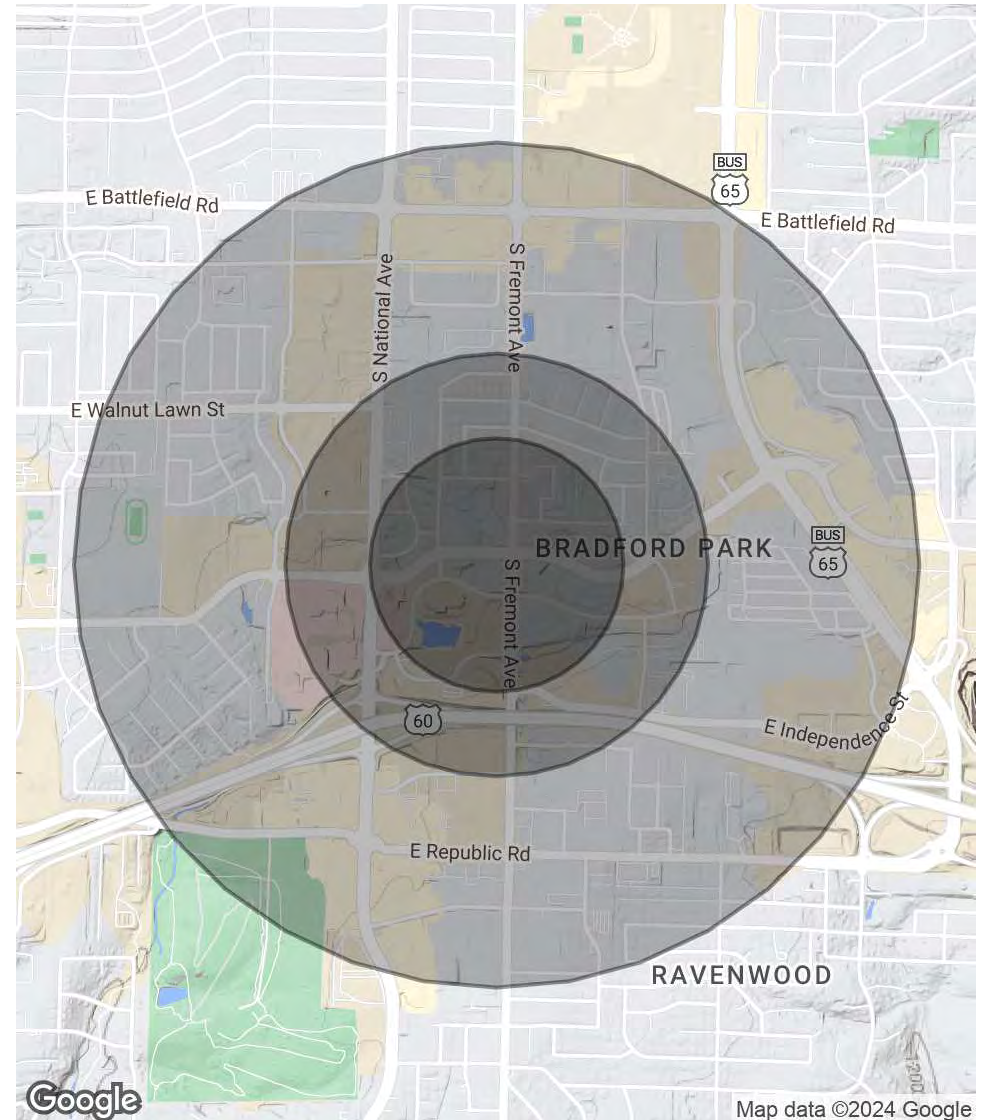 BUS
65
E Battlefield Rd
E Battlefield Rd
S National Ave
S Fremont Ave
E Walnut Lawn St
BRADFORD PARK
BUS
65
S Fremont Ave
60
E Independence St
E Republic Rd
RAVENWOOD
1200
Google
Map data ©2024 Google